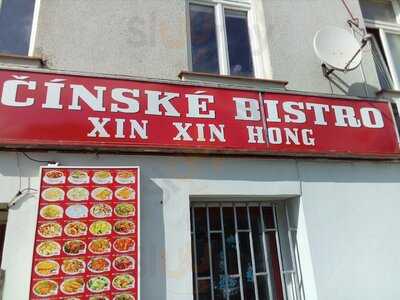 ČÍNSKÉ BISTRO
XIN XIN HONG